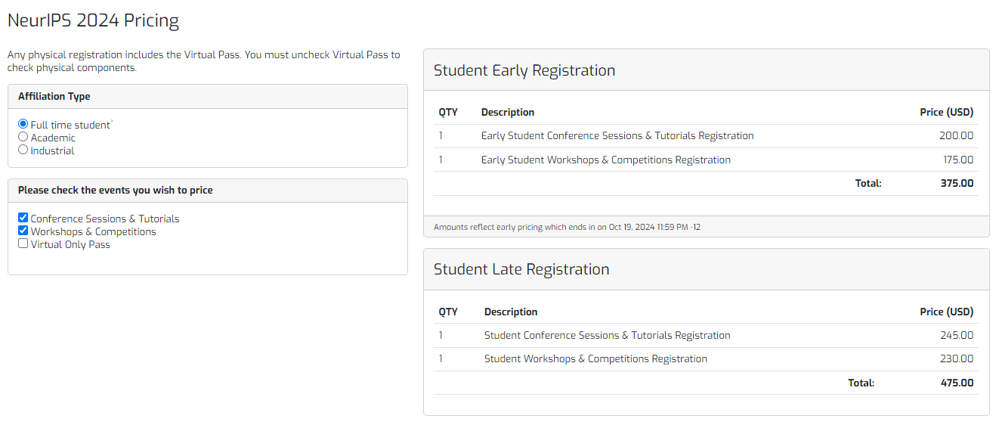 NeurIPS 2024 Pricing
Any physical registration includes the Virtual Pass. You must uncheck Virtual Pass to
check physical components.
Affiliation Type
Full time student*
Academic
Industrial
Please check the events you wish to price
Conference Sessions & Tutorials
Workshops & Competitions
Virtual Only Pass
Student Early Registration
QTY Description Price (USD)
1 Early Student Conference Sessions & Tutorials Registration 200.00
1 Early Student Workshops & Competitions Registration 175.00
Total: 375.00
Amounts reflect early pricing which ends in on Oct 19, 2024 11:59 PM -12
Student Late Registration
QTY Description Price (USD)
1 Student Conference Sessions & Tutorials Registration 245.00
1 Student Workshops & Competitions Registration 230.00
Total: 475.00